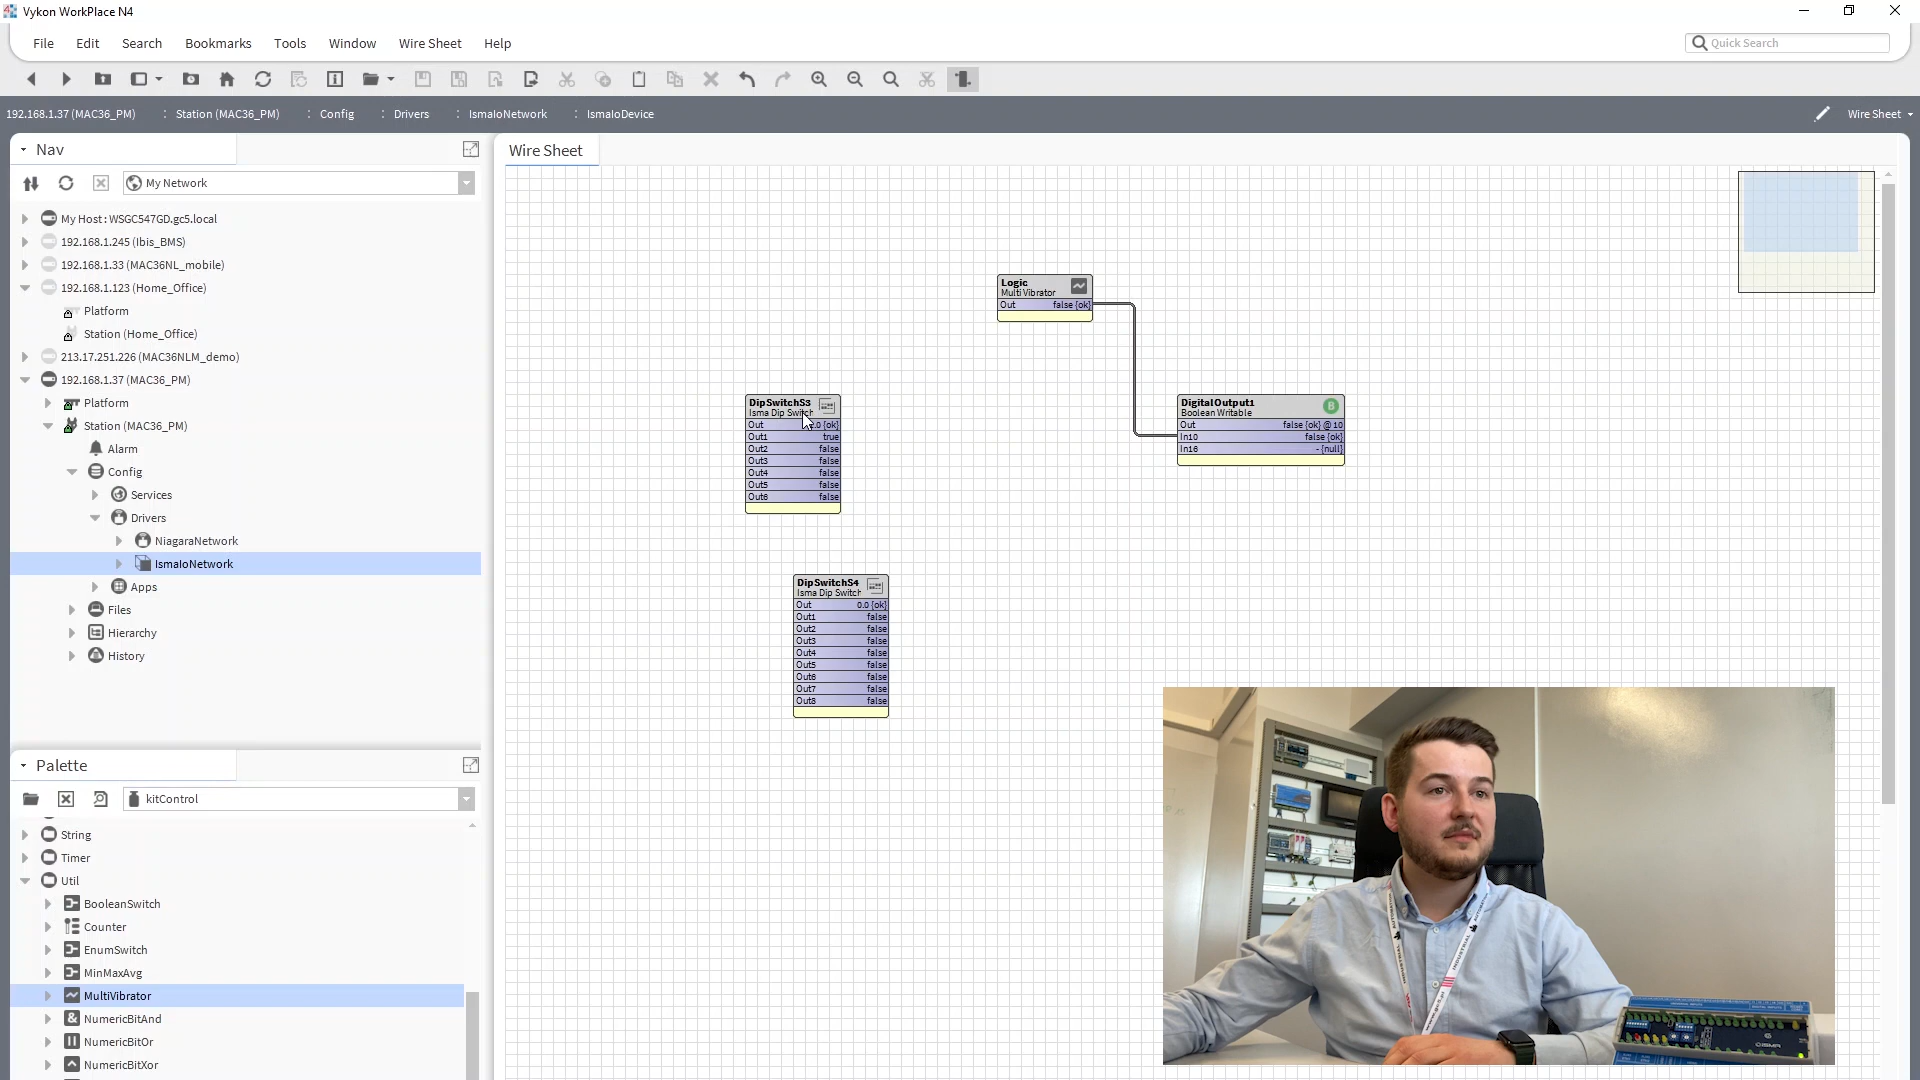 Vykon WorkPlace N4
File Edit Search Bookmarks Tools Window Wire Sheet Help
Quick Search
192.168.1.37 (MAC36_PM) : Station (MAC36_PM) : Config : Drivers : IsmaIoNetwork : IsmaIoDevice
Wire Sheet
Nav
My Network
My Host : WSGC547GD.gc5.local
192.168.1.245 (Ibis_BMS)
192.168.1.33 (MAC36NL_mobile)
192.168.1.123 (Home_Office)
Platform
Station (Home_Office)
213.17.251.226 (MAC36NLM_demo)
192.168.1.37 (MAC36_PM)
Platform
Station (MAC36_PM)
Alarm
Config
Services
Drivers
NiagaraNetwork
IsmaIoNetwork
Apps
Files
Hierarchy
History
Palette
kitControl
String
Timer
Util
BooleanSwitch
Counter
EnumSwitch
MinMaxAvg
MultiVibrator
NumericBitAnd
NumericBitOr
NumericBitXor
Wire Sheet
Logic
Multi Vibrator
Out false {ok}
DipSwitchS3
Isma Dip Switch
Out .0 {ok}
Out1 true
Out2 false
Out3 false
Out4 false
Out5 false
Out6 false
DigitalOutput1
Boolean Writable
B
Out false {ok} @ 10
In10 false {ok}
In16 - {null}
DipSwitchS4
Isma Dip Switch
Out 0.0 {ok}
Out1 false
Out2 false
Out3 false
Out4 false
Out5 false
Out6 false
Out7 false
Out8 false